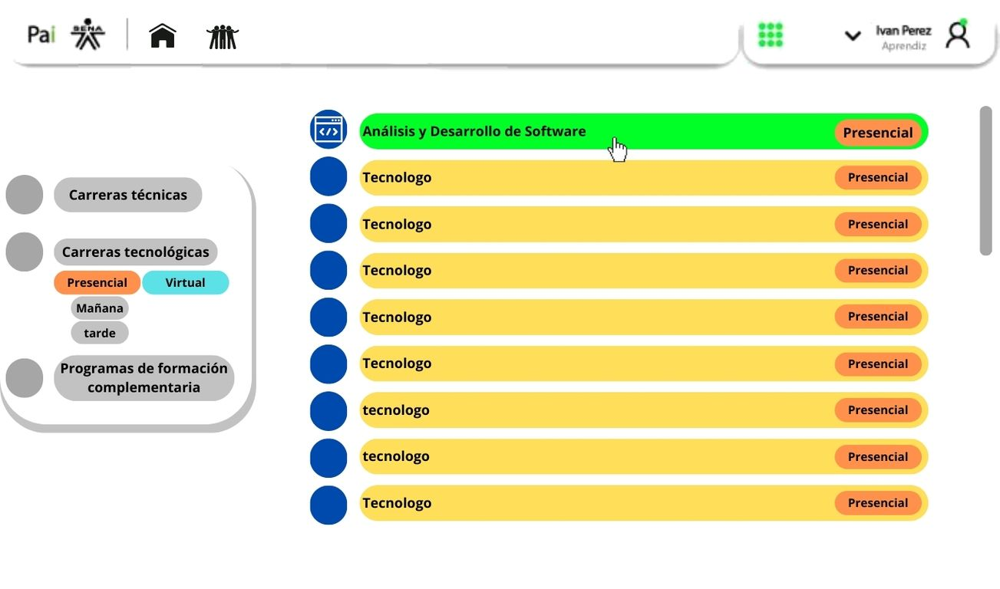 Pai
SENA
Ivan Perez
Aprendiz
Carreras técnicas
Carreras tecnológicas
Presencial Virtual
Mañana
tarde
Programas de formación
complementaria
Análisis y Desarrollo de Software Presencial
Tecnologo Presencial
Tecnologo Presencial
Tecnologo Presencial
Tecnologo Presencial
Tecnologo Presencial
tecnologo Presencial
tecnologo Presencial
Tecnologo Presencial